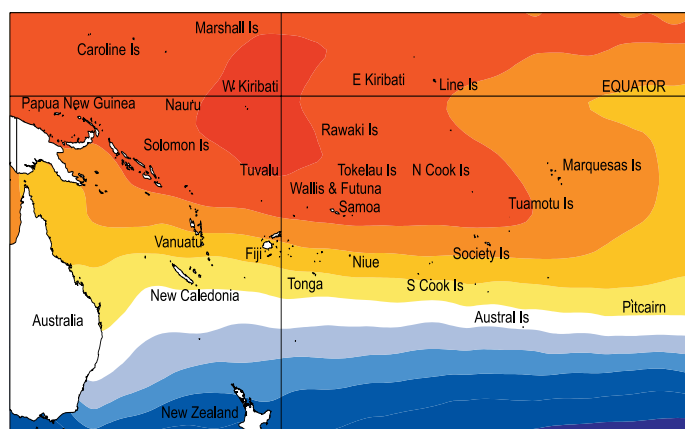 Marshall Is
Caroline Is
W Kiribati
E Kiribati
Line Is
EQUATOR
Papua New Guinea
Nauru
Rawaki Is
Solomon Is
Tuvalu
Tokelau Is
N Cook Is
Marquesas Is
Wallis & Futuna
Samoa
Tuamotu Is
Vanuatu
Fiji
Niue
Society Is
Tonga
S Cook Is
New Caledonia
Pitcairn
Australia
Austral Is
New Zealand